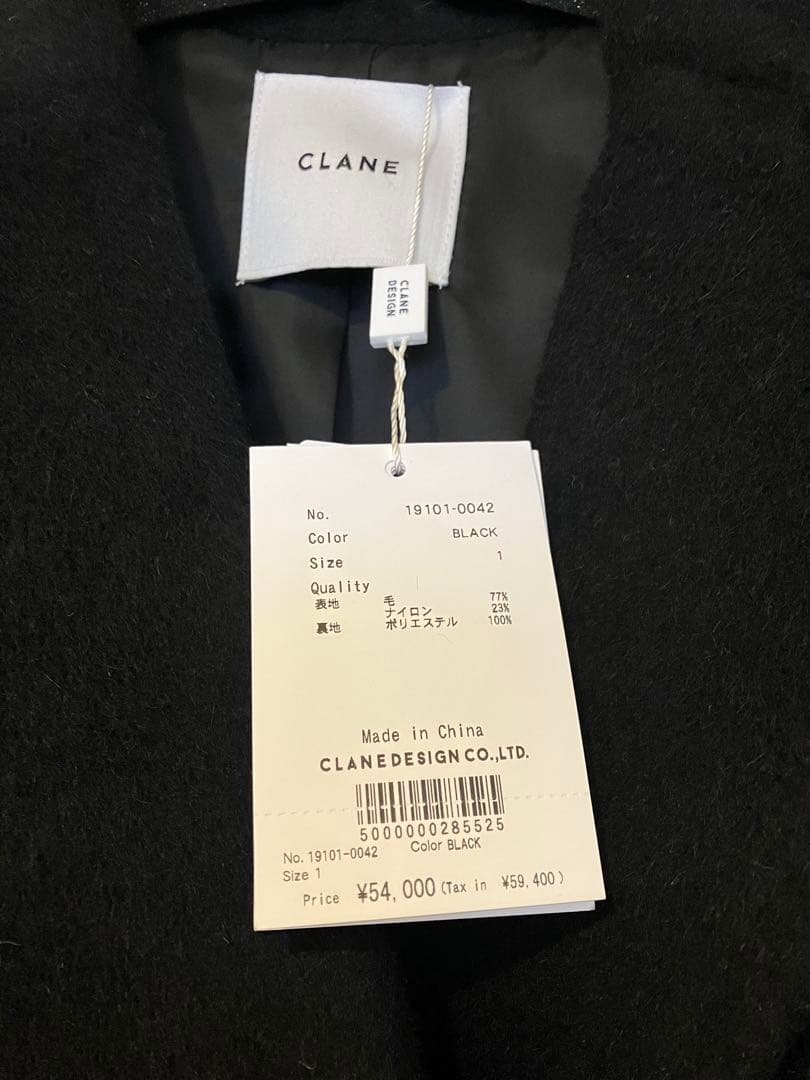 CLANE
CLANE
DESIGN
No. 19101-0042
Color BLACK
Size 1
Quality
表地 毛 77%
ナイロン 23%
裏地 ポリエステル 100%
Made in China
CLANEDESIGN CO.,LTD.
5000000285525
No. 19101-0042 Color BLACK
Size 1
Price ¥54,000 (Tax in ¥59,400)